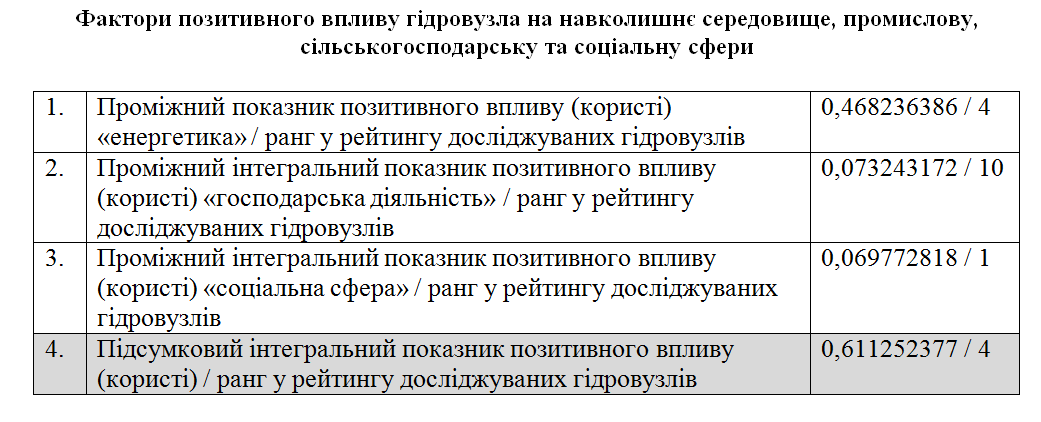 Фактори позитивного впливу гідровузла на навколишнє середовище, промислову,
сільськогосподарську та соціальну сфери
1. Проміжний показник позитивного впливу (користі) 0,468236386 / 4
«енергетика» / ранг у рейтингу досліджуваних гідровузлів
2. Проміжний інтегральний показник позитивного впливу 0,073243172 / 10
(користі) «господарська діяльність» / ранг у рейтингу
досліджуваних гідровузлів
3. Проміжний інтегральний показник позитивного впливу 0,069772818 / 1
(користі) «соціальна сфера» / ранг у рейтингу досліджуваних
гідровузлів
4. Підсумковий інтегральний показник позитивного впливу 0,611252377 / 4
(користі) / ранг у рейтингу досліджуваних гідровузлів